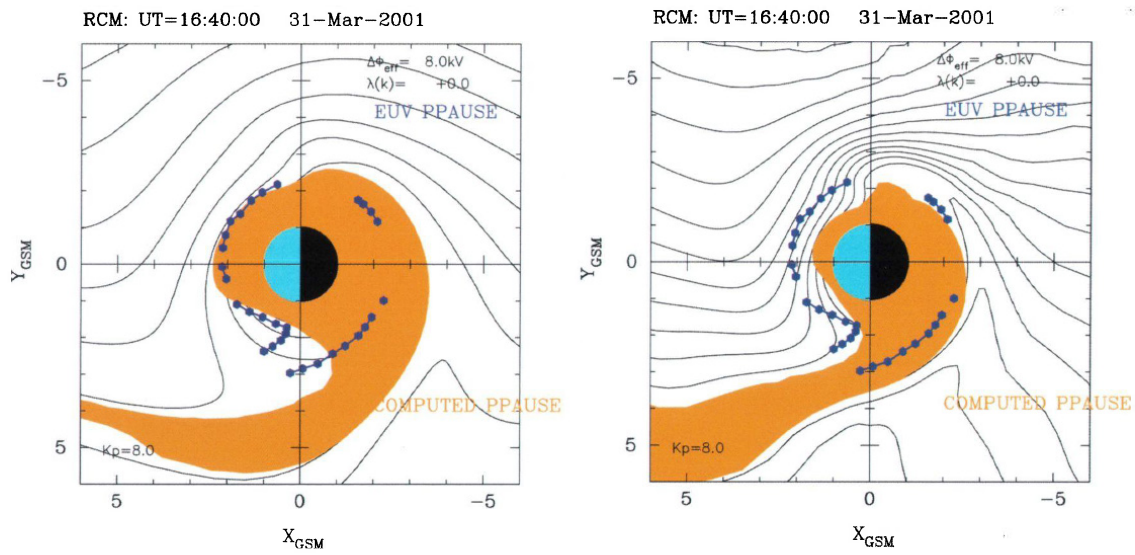 RCM: UT=16:40:00 31-Mar-2001
ΔΦeff= 8.0kV
λ(k)= +0.0
EUV PPAUSE
-5
0
5
YGSM
COMPUTED PPAUSE
Kp=8.0
5 0 -5
XGSM
RCM: UT=16:40:00 31-Mar-2001
ΔΦeff= 8.0kV
λ(k)= +0.0
EUV PPAUSE
-5
0
5
YGSM
COMPUTED PPAUSE
Kp=8.0
5 0 -5
XGSM